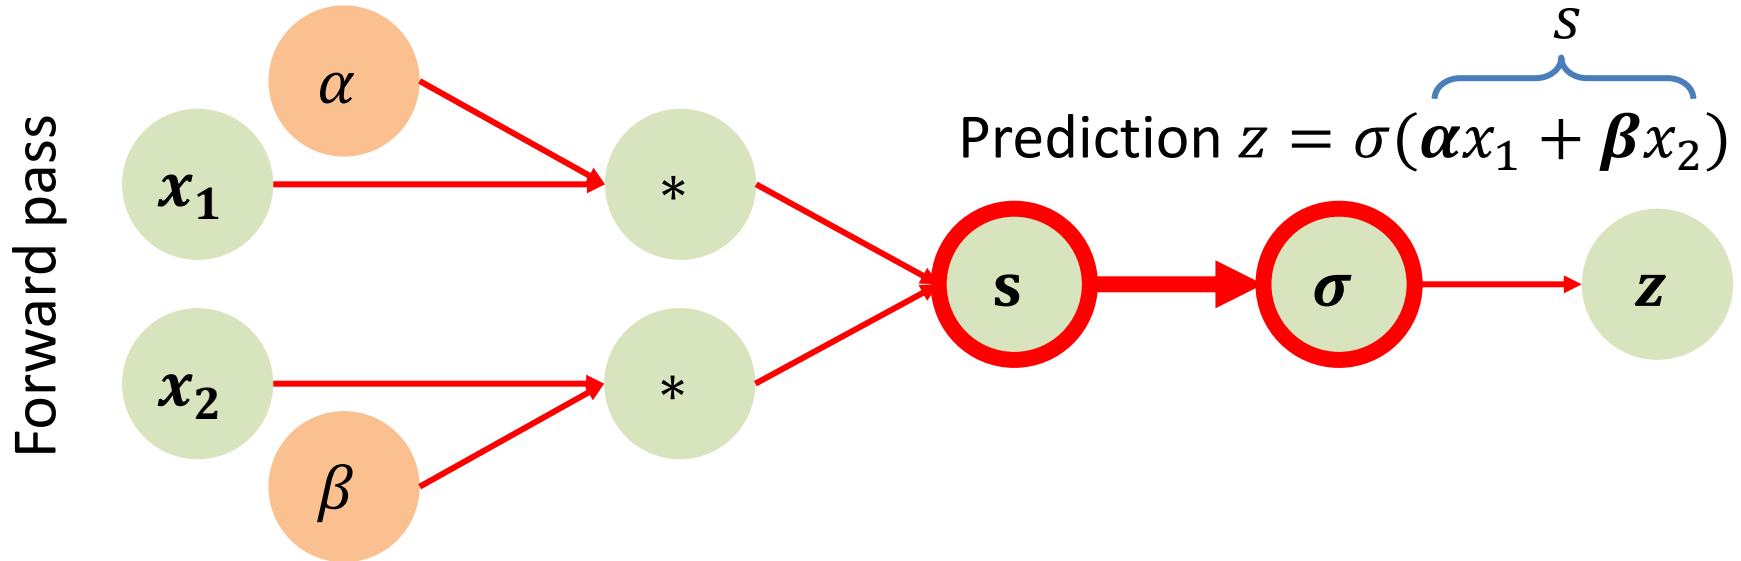 Forward pass
s
Prediction z = σ(αx₁ + βx₂)
α
x₁
*
s
σ
z
x₂
*
β